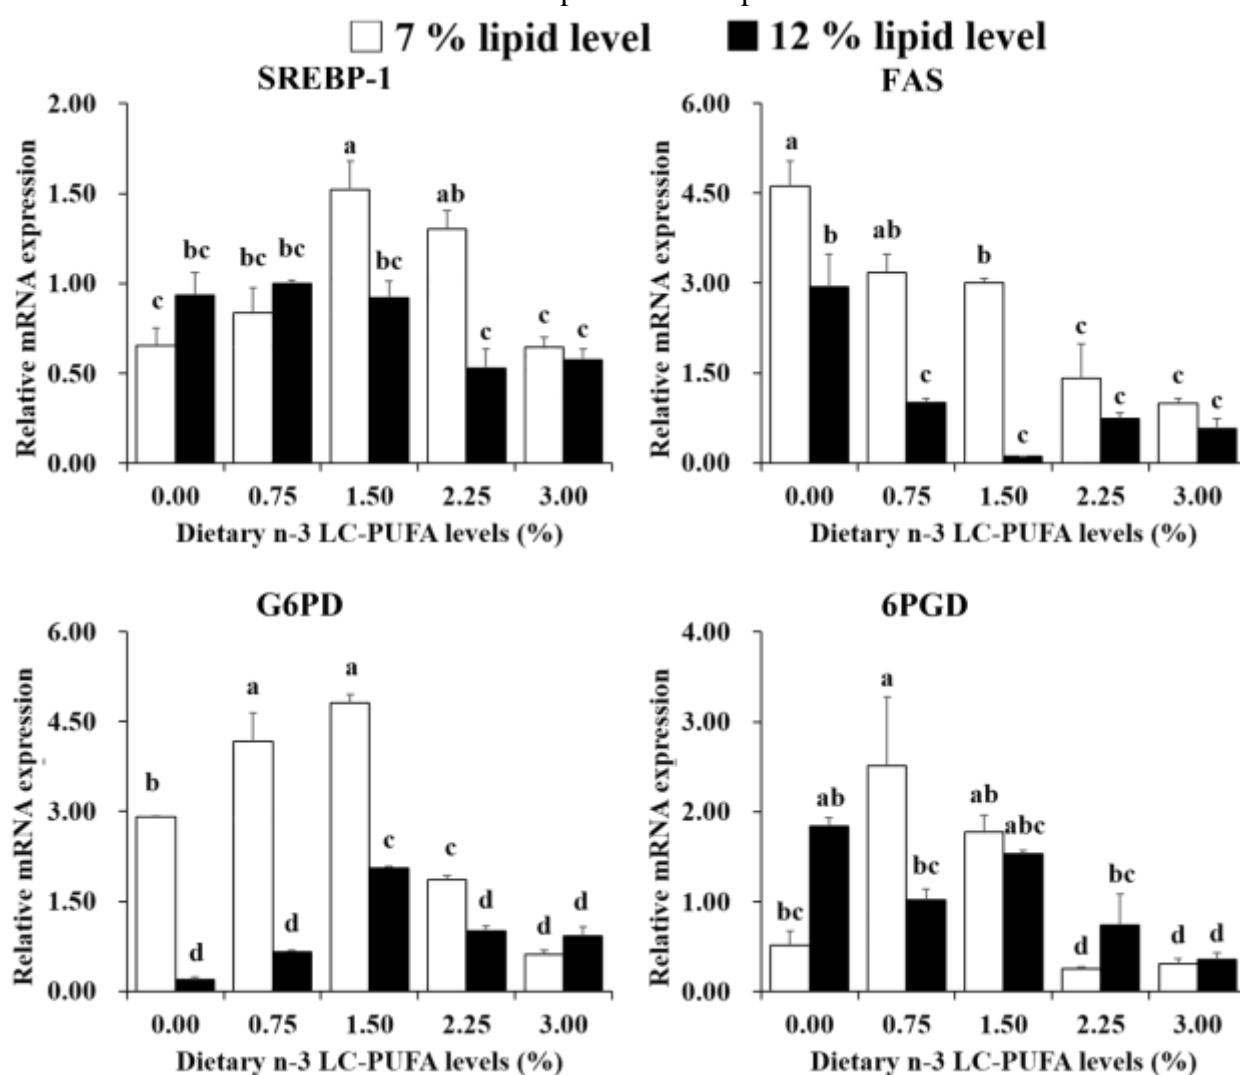 7 % lipid level 12 % lipid level
SREBP-1
Relative mRNA expression
2.00
1.50
1.00
0.50
0.00
c bc bc bc a bc ab c c c
0.00 0.75 1.50 2.25 3.00
Dietary n-3 LC-PUFA levels (%)
FAS
Relative mRNA expression
6.00
4.50
3.00
1.50
0.00
a b ab c b c c c c c
0.00 0.75 1.50 2.25 3.00
Dietary n-3 LC-PUFA levels (%)
G6PD
Relative mRNA expression
6.00
4.50
3.00
1.50
0.00
b d a d a c c d d d
0.00 0.75 1.50 2.25 3.00
Dietary n-3 LC-PUFA levels (%)
6PGD
Relative mRNA expression
4.00
3.00
2.00
1.00
0.00
bc ab a bc ab abc d bc d d
0.00 0.75 1.50 2.25 3.00
Dietary n-3 LC-PUFA levels (%)